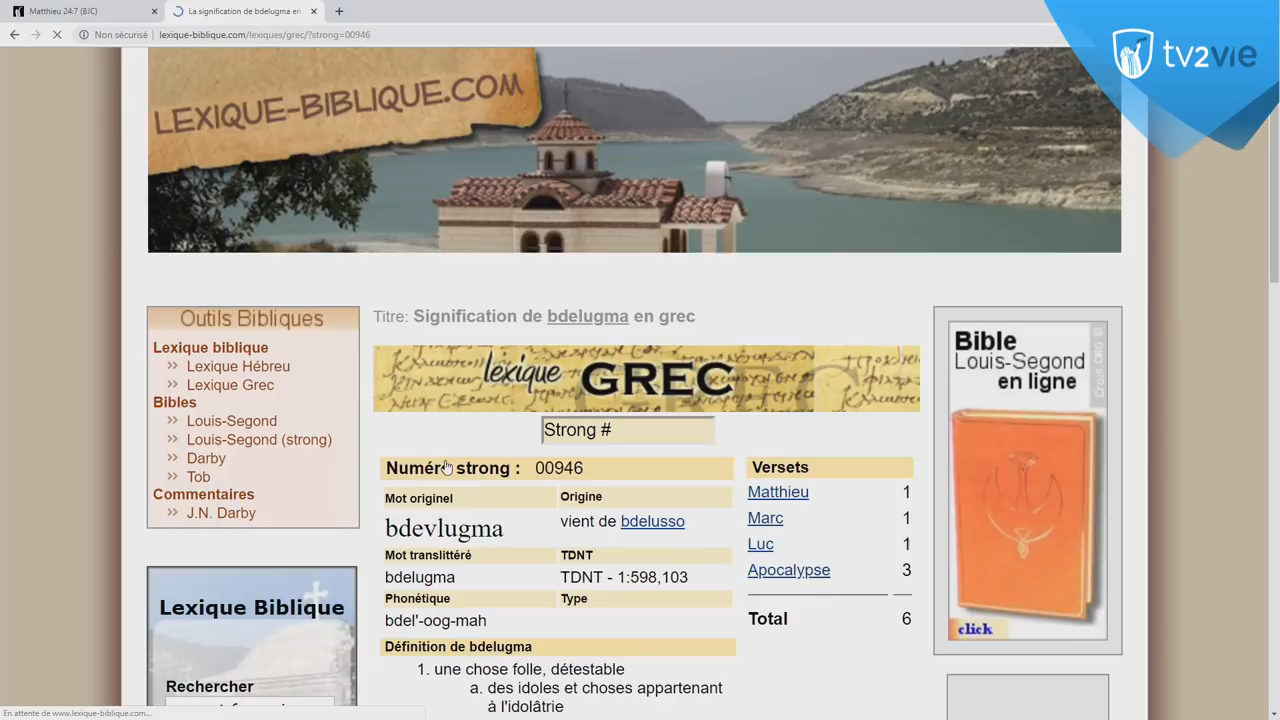 Matthieu 24:7 (BJC)
La signification de bdelugma en
Non sécurisé
lexique-biblique.com/lexiques/grec/?strong=00946
tv2vie
LEXIQUE-BIBLIQUE.COM
Outils Bibliques
Lexique biblique
Lexique Hébreu
Lexique Grec
Bibles
Louis-Segond
Louis-Segond (strong)
Darby
Tob
Commentaires
J.N. Darby
Lexique Biblique
Rechercher
Titre: Signification de bdelugma en grec
lexique GREC
Strong #
Numéro strong : 00946
Mot originel
Origine
bdevlugma
vient de bdelusso
Mot translittéré
TDNT
bdelugma
TDNT - 1:598,103
Phonétique
Type
bdel'-oog-mah
Définition de bdelugma
1. une chose folle, détestable
a. des idoles et choses appartenant
à l'idolâtrie
Versets
Matthieu 1
Marc 1
Luc 1
Apocalypse 3
Total 6
Bible
Louis-Segond
en ligne
click
En attente de www.lexique-biblique.com...